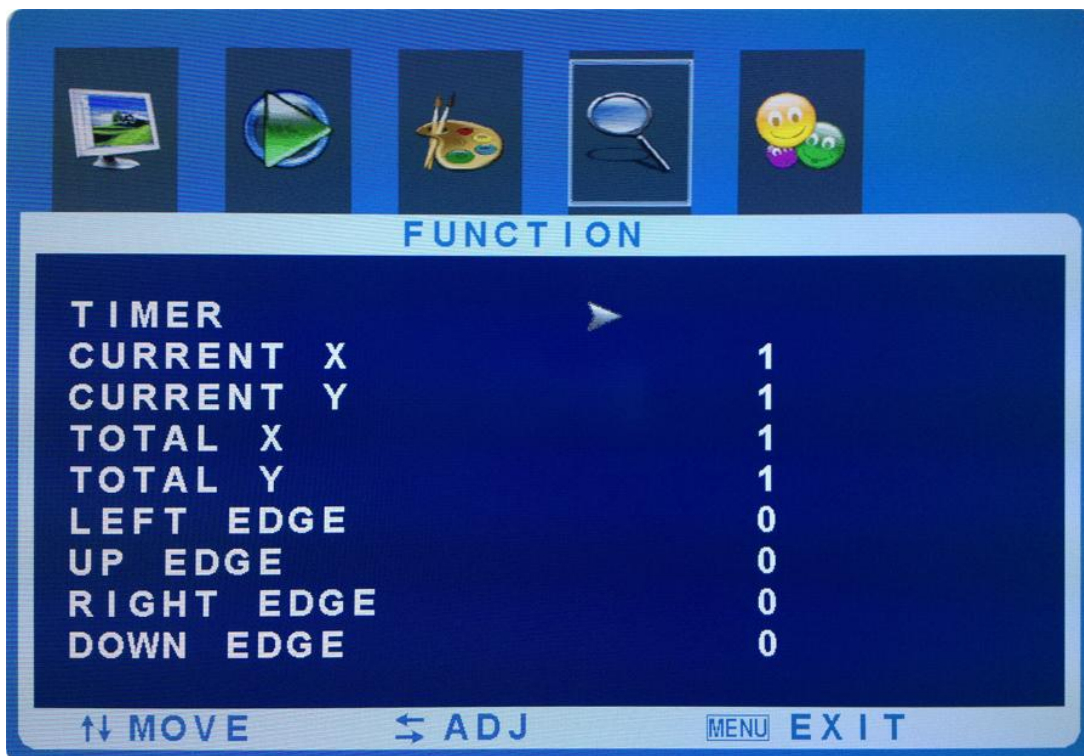 FUNCTION
TIMER
CURRENT X 1
CURRENT Y 1
TOTAL X 1
TOTAL Y 1
LEFT EDGE 0
UP EDGE 0
RIGHT EDGE 0
DOWN EDGE 0
↑↓ MOVE ⇆ ADJ MENU EXIT